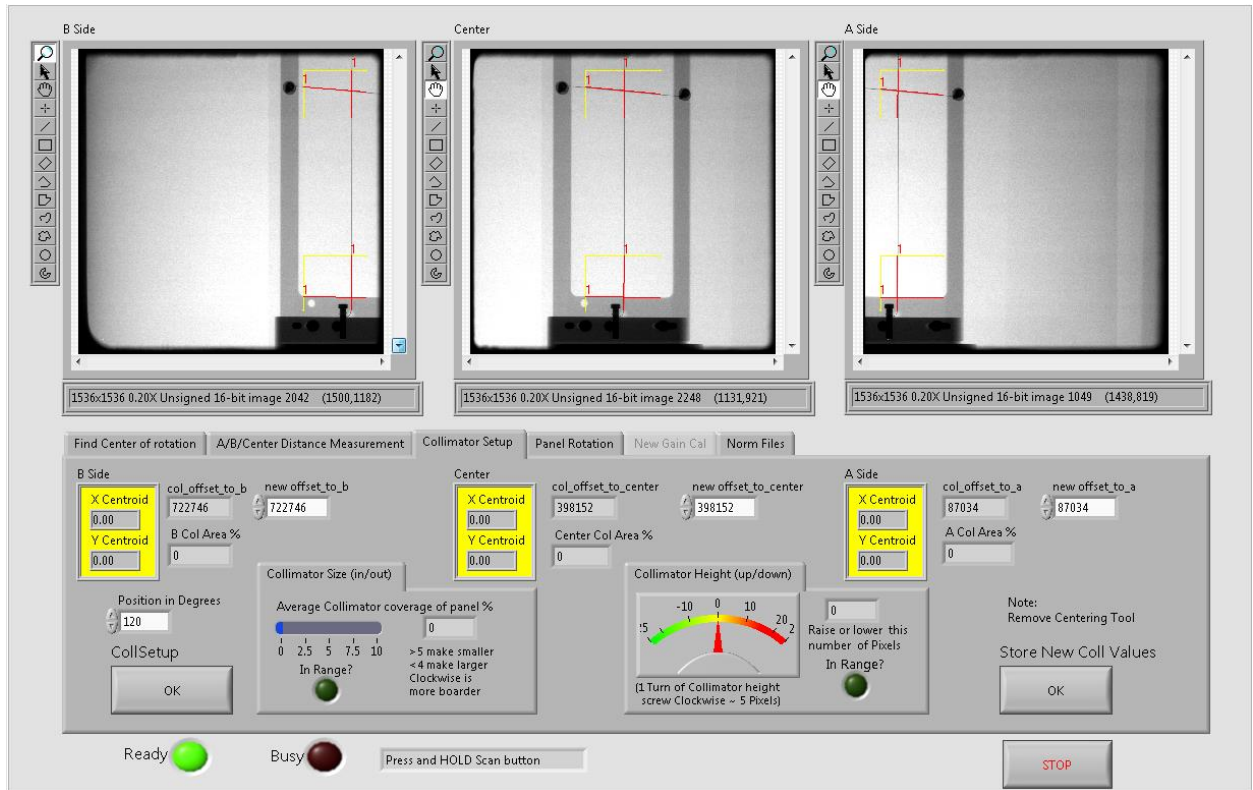 B Side
Center
A Side
1
1
1
1
1
1
1
1
1
1
1
1
1536x1536 0.20X Unsigned 16-bit image 2042 (1500,1182)
1536x1536 0.20X Unsigned 16-bit image 2248 (1131,921)
1536x1536 0.20X Unsigned 16-bit image 1049 (1438,819)
Find Center of rotation
A/B/Center Distance Measurement
Collimator Setup
Panel Rotation
New Gain Cal
Norm Files
B Side
X Centroid
0.00
Y Centroid
0.00
col_offset_to_b
722746
new offset_to_b
722746
B Col Area %
0
Center
X Centroid
0.00
Y Centroid
0.00
col_offset_to_center
398152
new offset_to_center
398152
Center Col Area %
0
A Side
X Centroid
0.00
Y Centroid
0.00
col_offset_to_a
87034
new offset_to_a
87034
A Col Area %
0
Position in Degrees
120
CollSetup
OK
Collimator Size (in/out)
Average Collimator coverage of panel %
0
0 2.5 5 7.5 10
In Range?
>5 make smaller
<4 make larger
Clockwise is
more boarder
Collimator Height (up/down)
-10 0 10
:5 20 2
(1 Turn of Collimator height
screw Clockwise ~ 5 Pixels)
0
Raise or lower this
number of Pixels
In Range?
Note:
Remove Centering Tool
Store New Coll Values
OK
Ready
Busy
Press and HOLD Scan button
STOP